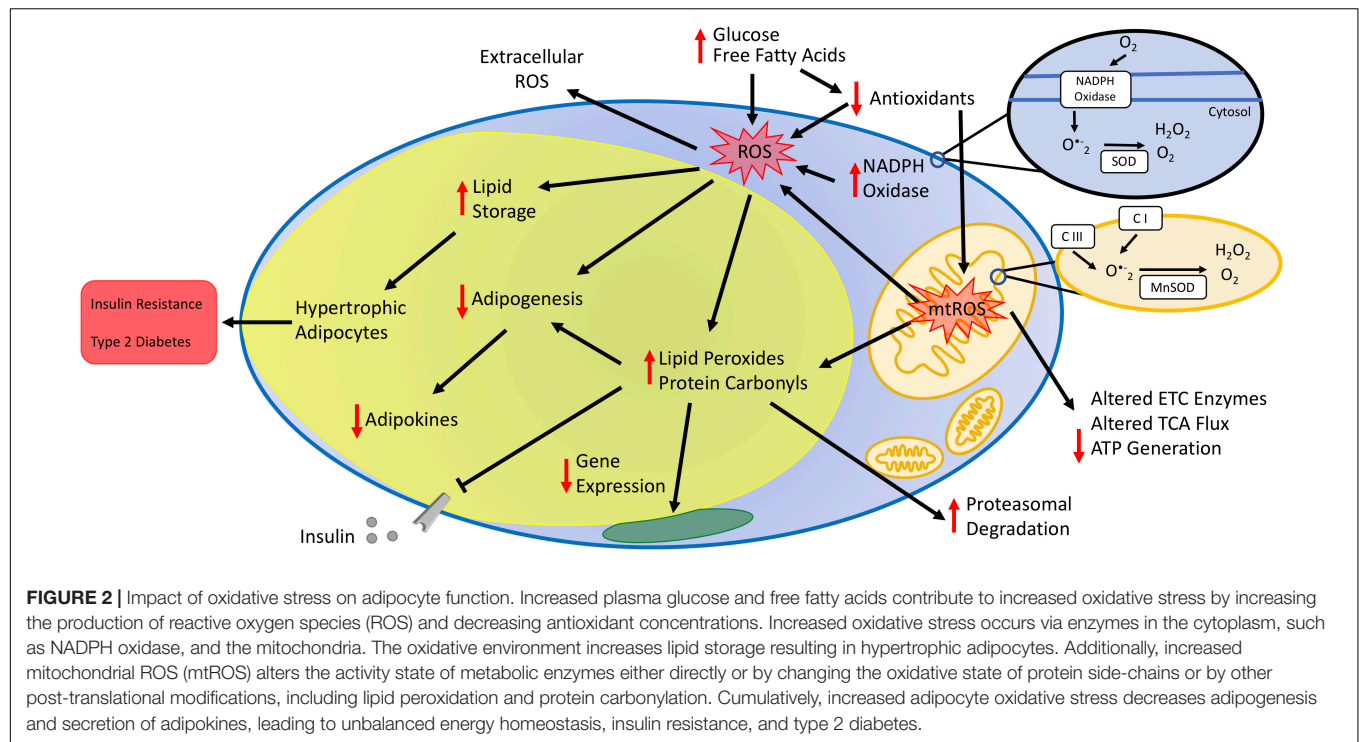 Glucose
Free Fatty Acids
Extracellular
ROS
Antioxidants
ROS
NADPH
Oxidase
Lipid
Storage
Adipogenesis
Hypertrophic
Adipocytes
Insulin Resistance
Type 2 Diabetes
mtROS
Lipid Peroxides
Protein Carbonyls
Adipokines
Gene
Expression
Insulin
Altered ETC Enzymes
Altered TCA Flux
ATP Generation
Proteasomal
Degradation
O₂
NADPH
Oxidase
Cytosol
O•-₂
SOD
H₂O₂
O₂
C I
C III
O•-₂
MnSOD
H₂O₂
O₂
FIGURE 2 | Impact of oxidative stress on adipocyte function. Increased plasma glucose and free fatty acids contribute to increased oxidative stress by increasing
the production of reactive oxygen species (ROS) and decreasing antioxidant concentrations. Increased oxidative stress occurs via enzymes in the cytoplasm, such
as NADPH oxidase, and the mitochondria. The oxidative environment increases lipid storage resulting in hypertrophic adipocytes. Additionally, increased
mitochondrial ROS (mtROS) alters the activity state of metabolic enzymes either directly or by changing the oxidative state of protein side-chains or by other
post-translational modifications, including lipid peroxidation and protein carbonylation. Cumulatively, increased adipocyte oxidative stress decreases adipogenesis
and secretion of adipokines, leading to unbalanced energy homeostasis, insulin resistance, and type 2 diabetes.